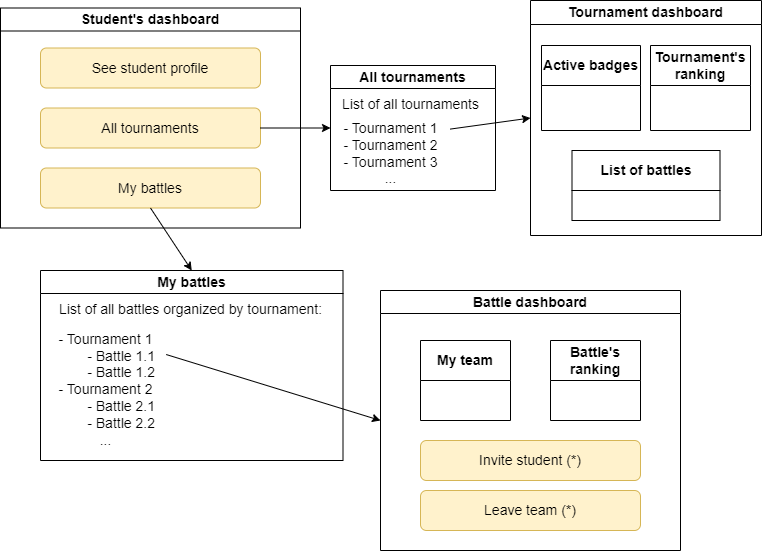 Student's dashboard
See student profile
All tournaments
My battles
All tournaments
List of all tournaments
- Tournament 1
- Tournament 2
- Tournament 3
...
Tournament dashboard
Active badges
Tournament's
ranking
List of battles
My battles
List of all battles organized by tournament:
- Tournament 1
- Battle 1.1
- Battle 1.2
- Tournament 2
- Battle 2.1
- Battle 2.2
...
Battle dashboard
My team
Battle's
ranking
Invite student (*)
Leave team (*)